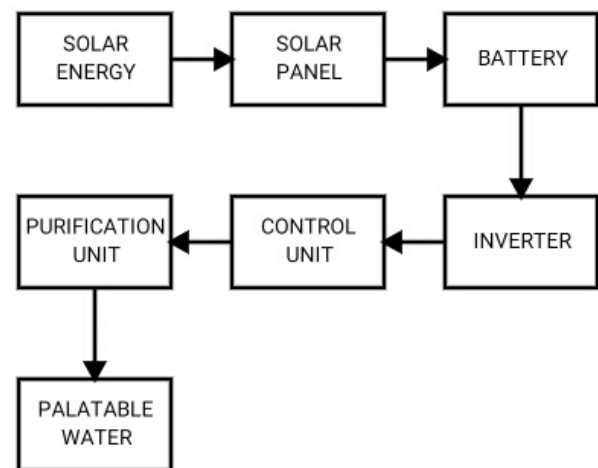 SOLAR
ENERGY
SOLAR
PANEL
BATTERY
PURIFICATION
UNIT
CONTROL
UNIT
INVERTER
PALATABLE
WATER